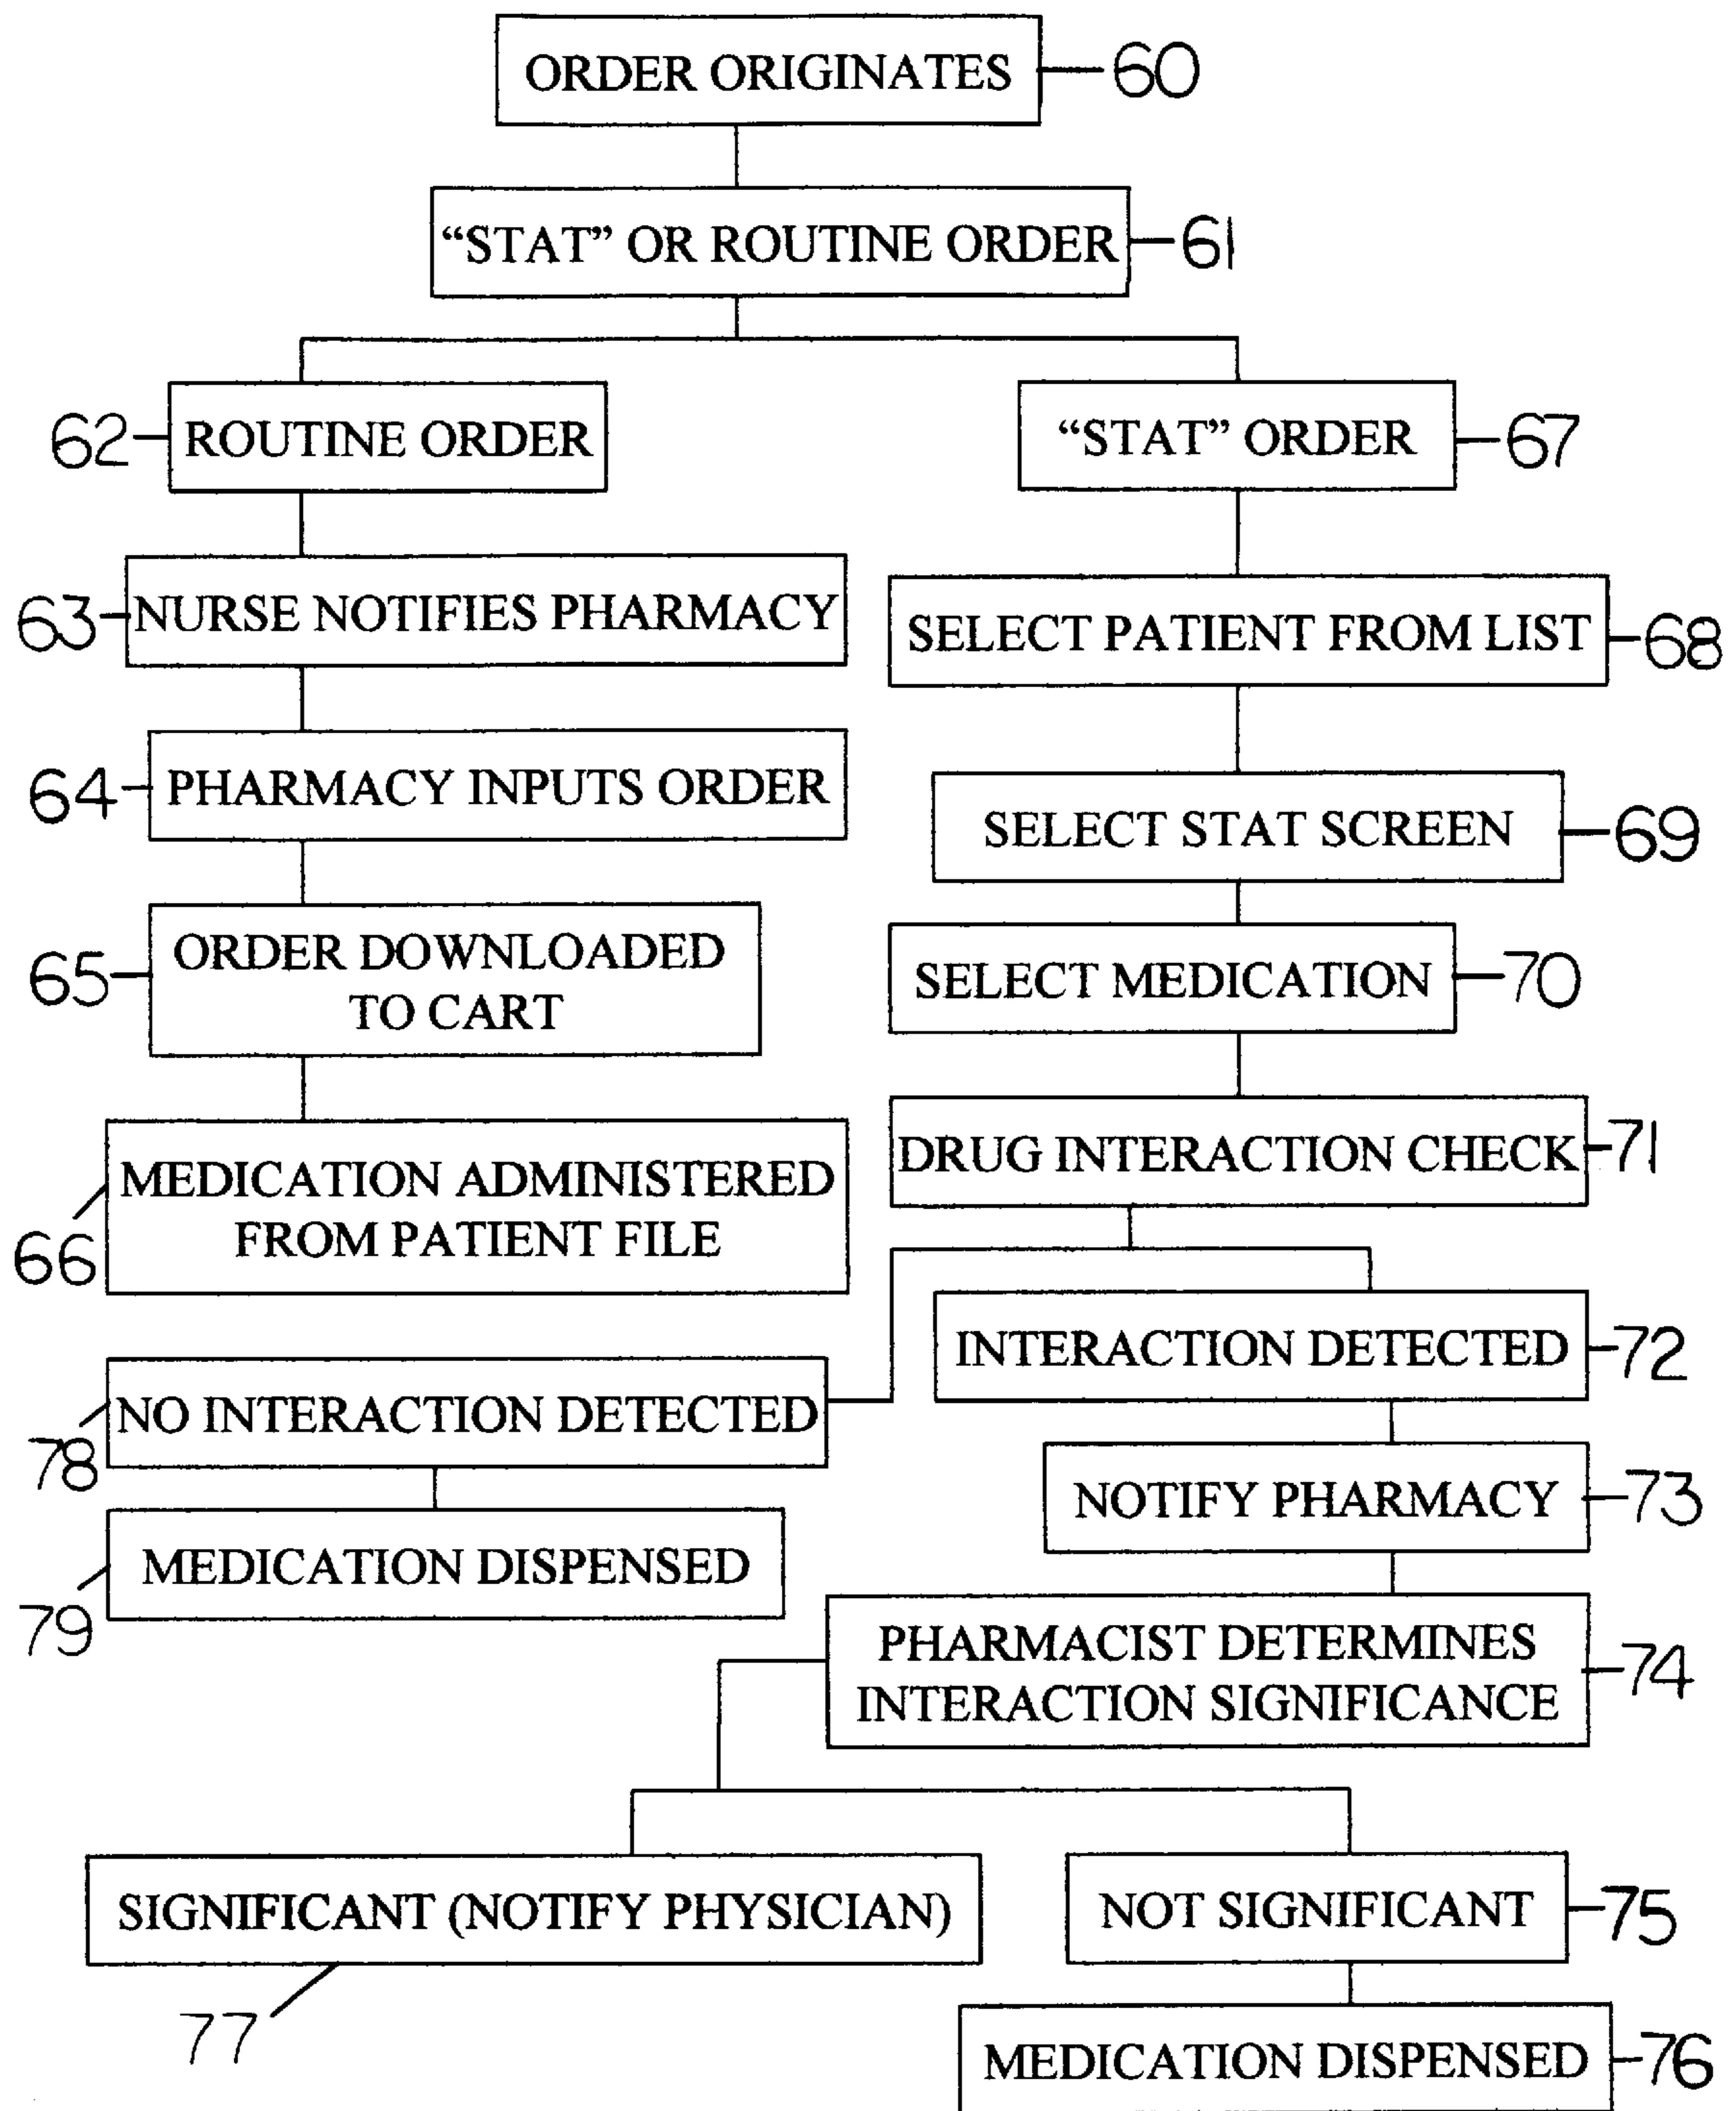 ORDER ORIGINATES 60
“STAT” OR ROUTINE ORDER 61
62 ROUTINE ORDER
“STAT” ORDER 67
63 NURSE NOTIFIES PHARMACY
SELECT PATIENT FROM LIST 68
64 PHARMACY INPUTS ORDER
SELECT STAT SCREEN 69
65 ORDER DOWNLOADED
TO CART
SELECT MEDICATION 70
66 MEDICATION ADMINISTERED
FROM PATIENT FILE
DRUG INTERACTION CHECK 71
INTERACTION DETECTED 72
78 NO INTERACTION DETECTED
NOTIFY PHARMACY 73
79 MEDICATION DISPENSED
PHARMACIST DETERMINES
INTERACTION SIGNIFICANCE 74
SIGNIFICANT (NOTIFY PHYSICIAN)
77
NOT SIGNIFICANT 75
MEDICATION DISPENSED 76